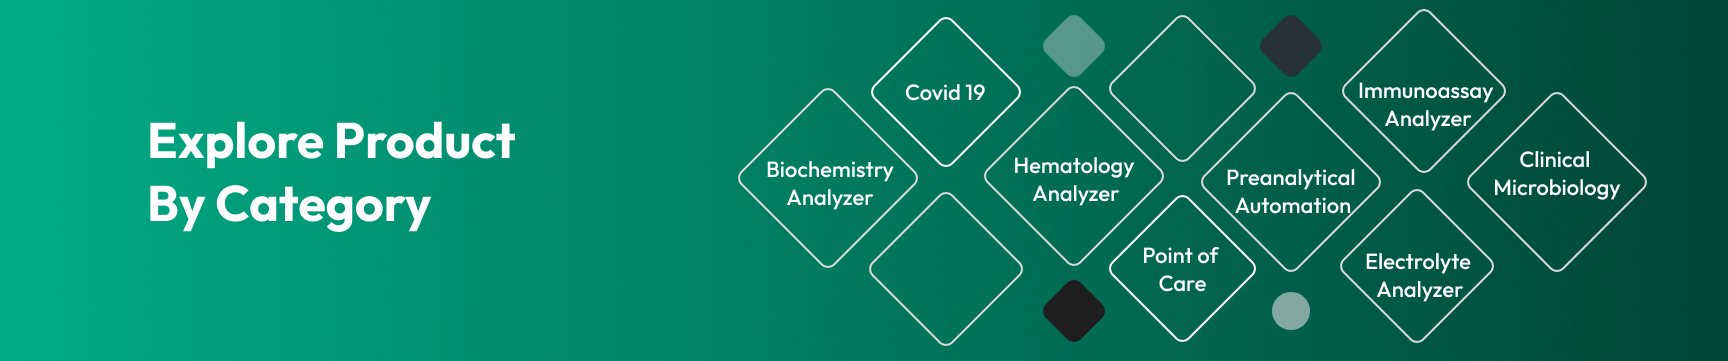 Explore Product
By Category
Covid 19
Biochemistry
Analyzer
Hematology
Analyzer
Preanalytical
Automation
Point of
Care
Immunoassay
Analyzer
Clinical
Microbiology
Electrolyte
Analyzer